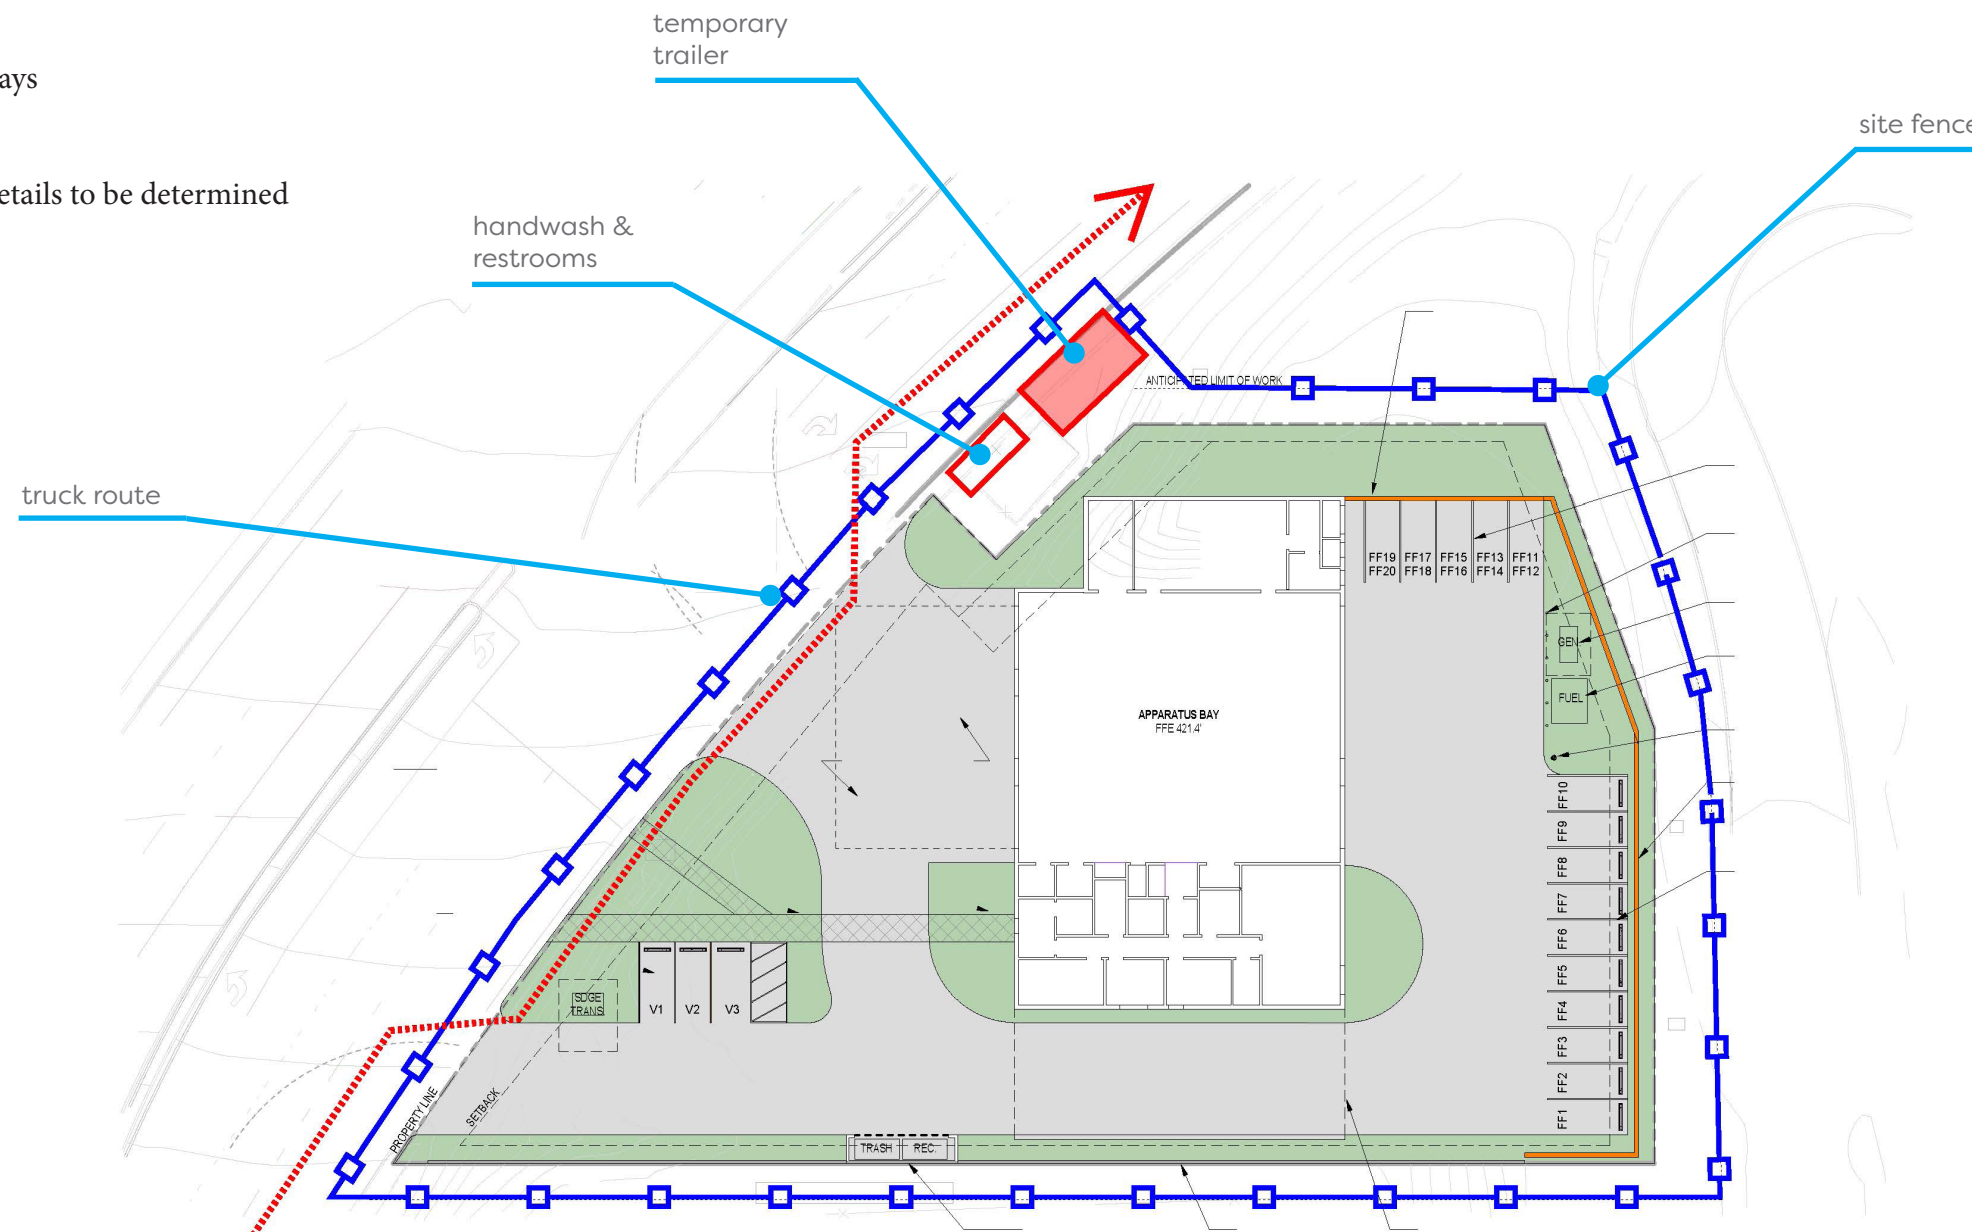 temporary
trailer
ays
site fence
etails to be determined
handwash &
restrooms
ANTICIPATED LIMIT OF WORK
truck route
FF19
FF20
FF17
FF18
FF15
FF16
FF13
FF14
FF11
FF12
GEN
FUEL
APPARATUS BAY
FFE 421.4'
FF10
FF9
FF8
FF7
FF6
FF5
FF4
FF3
FF2
FF1
SDGE
TRANS
V1
V2
V3
PROPERTY LINE
SETBACK
TRASH
REC.